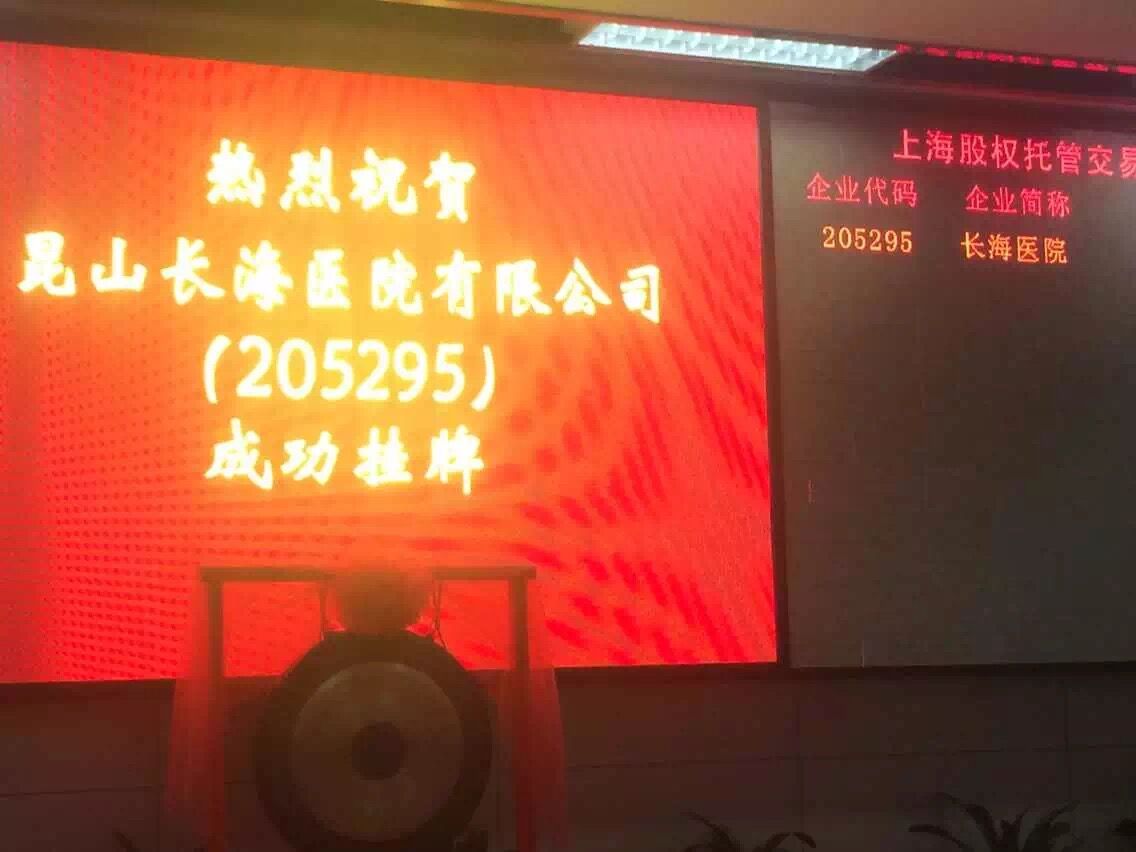 热烈祝贺
昆山长海医院有限公司
(205295)
成功挂牌
上海股权托管交易
企业代码 企业简称
205295 长海医院